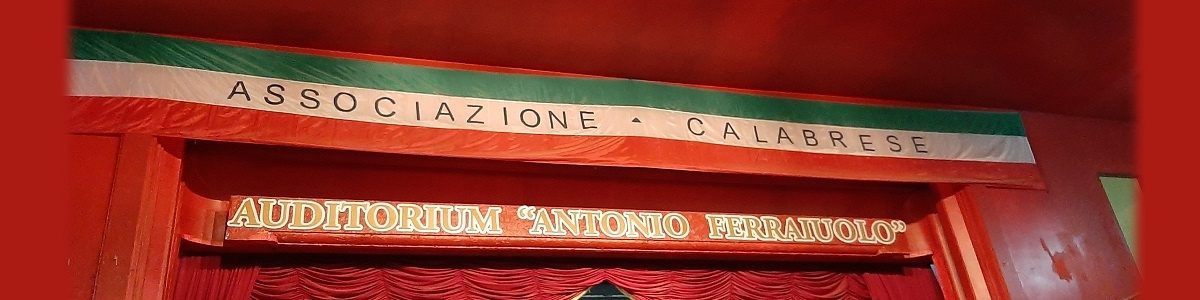 ASSOCIAZIONE CALABRESE
AUDITORIUM "ANTONIO FERRAIUOLO"